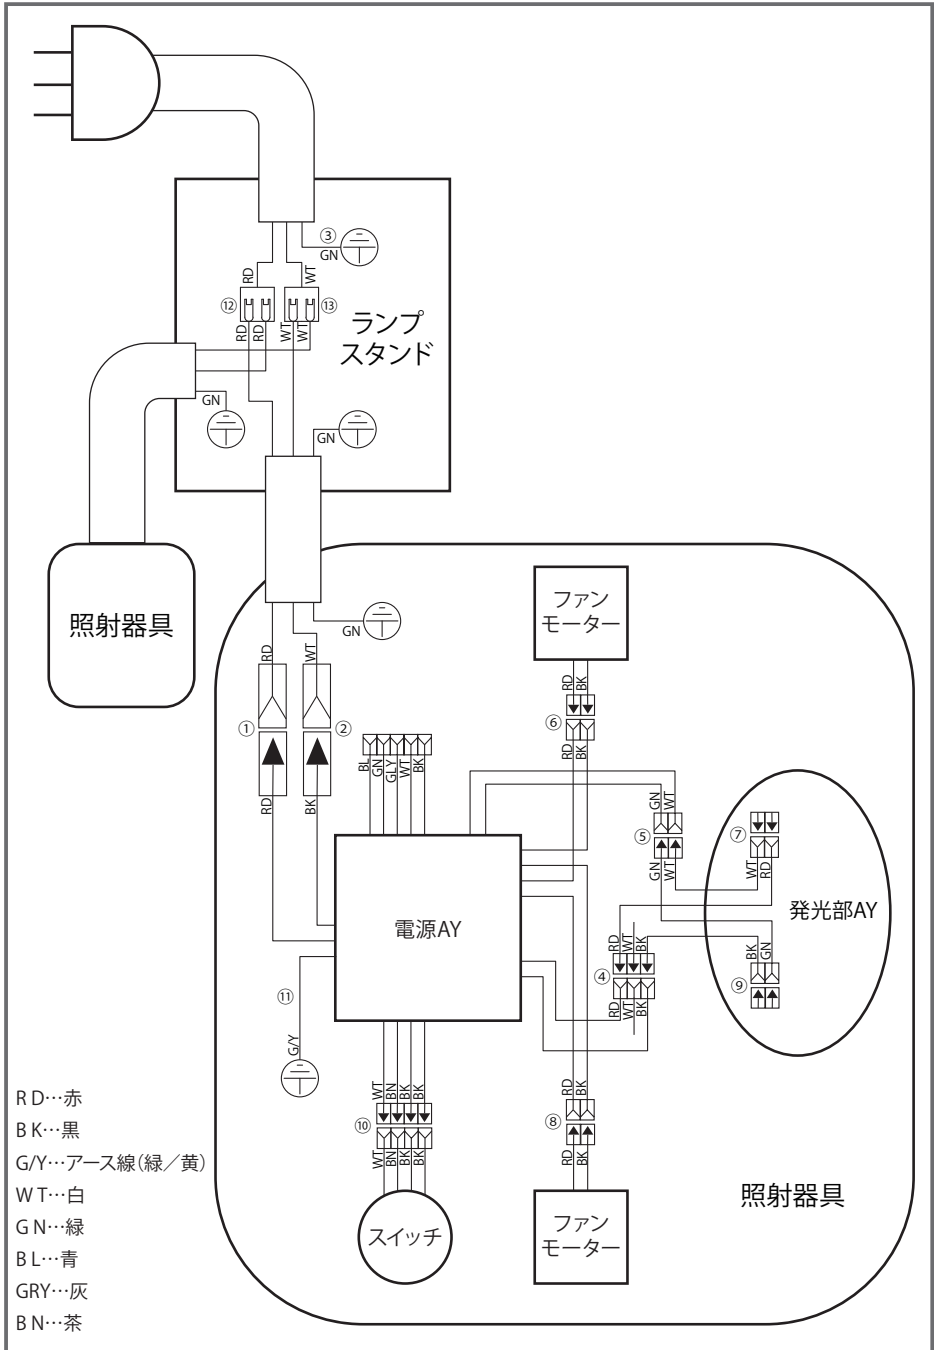 ③
GN
RD
WT
⑫
⑬
RD
RD
WT
WT
ランプ
スタンド
GN
GN
照射器具
GN
RD
WT
①
②
RD
BK
BL
GN
GLY
WT
BK
ファン
モーター
RD
BK
⑥
RD
BK
GN
WT
⑤
GN
WT
⑦
WT
RD
発光部AY
電源AY
RD
WT
BK
④
RD
WT
BK
BK
GN
⑨
⑪
G/Y
WT
BN
BK
BK
⑩
WT
BN
BK
BK
スイッチ
RD
BK
⑧
RD
BK
ファン
モーター
照射器具
R D…赤
B K…黒
G/Y…アース線(緑／黄)
W T…白
G N…緑
B L…青
GRY…灰
B N…茶